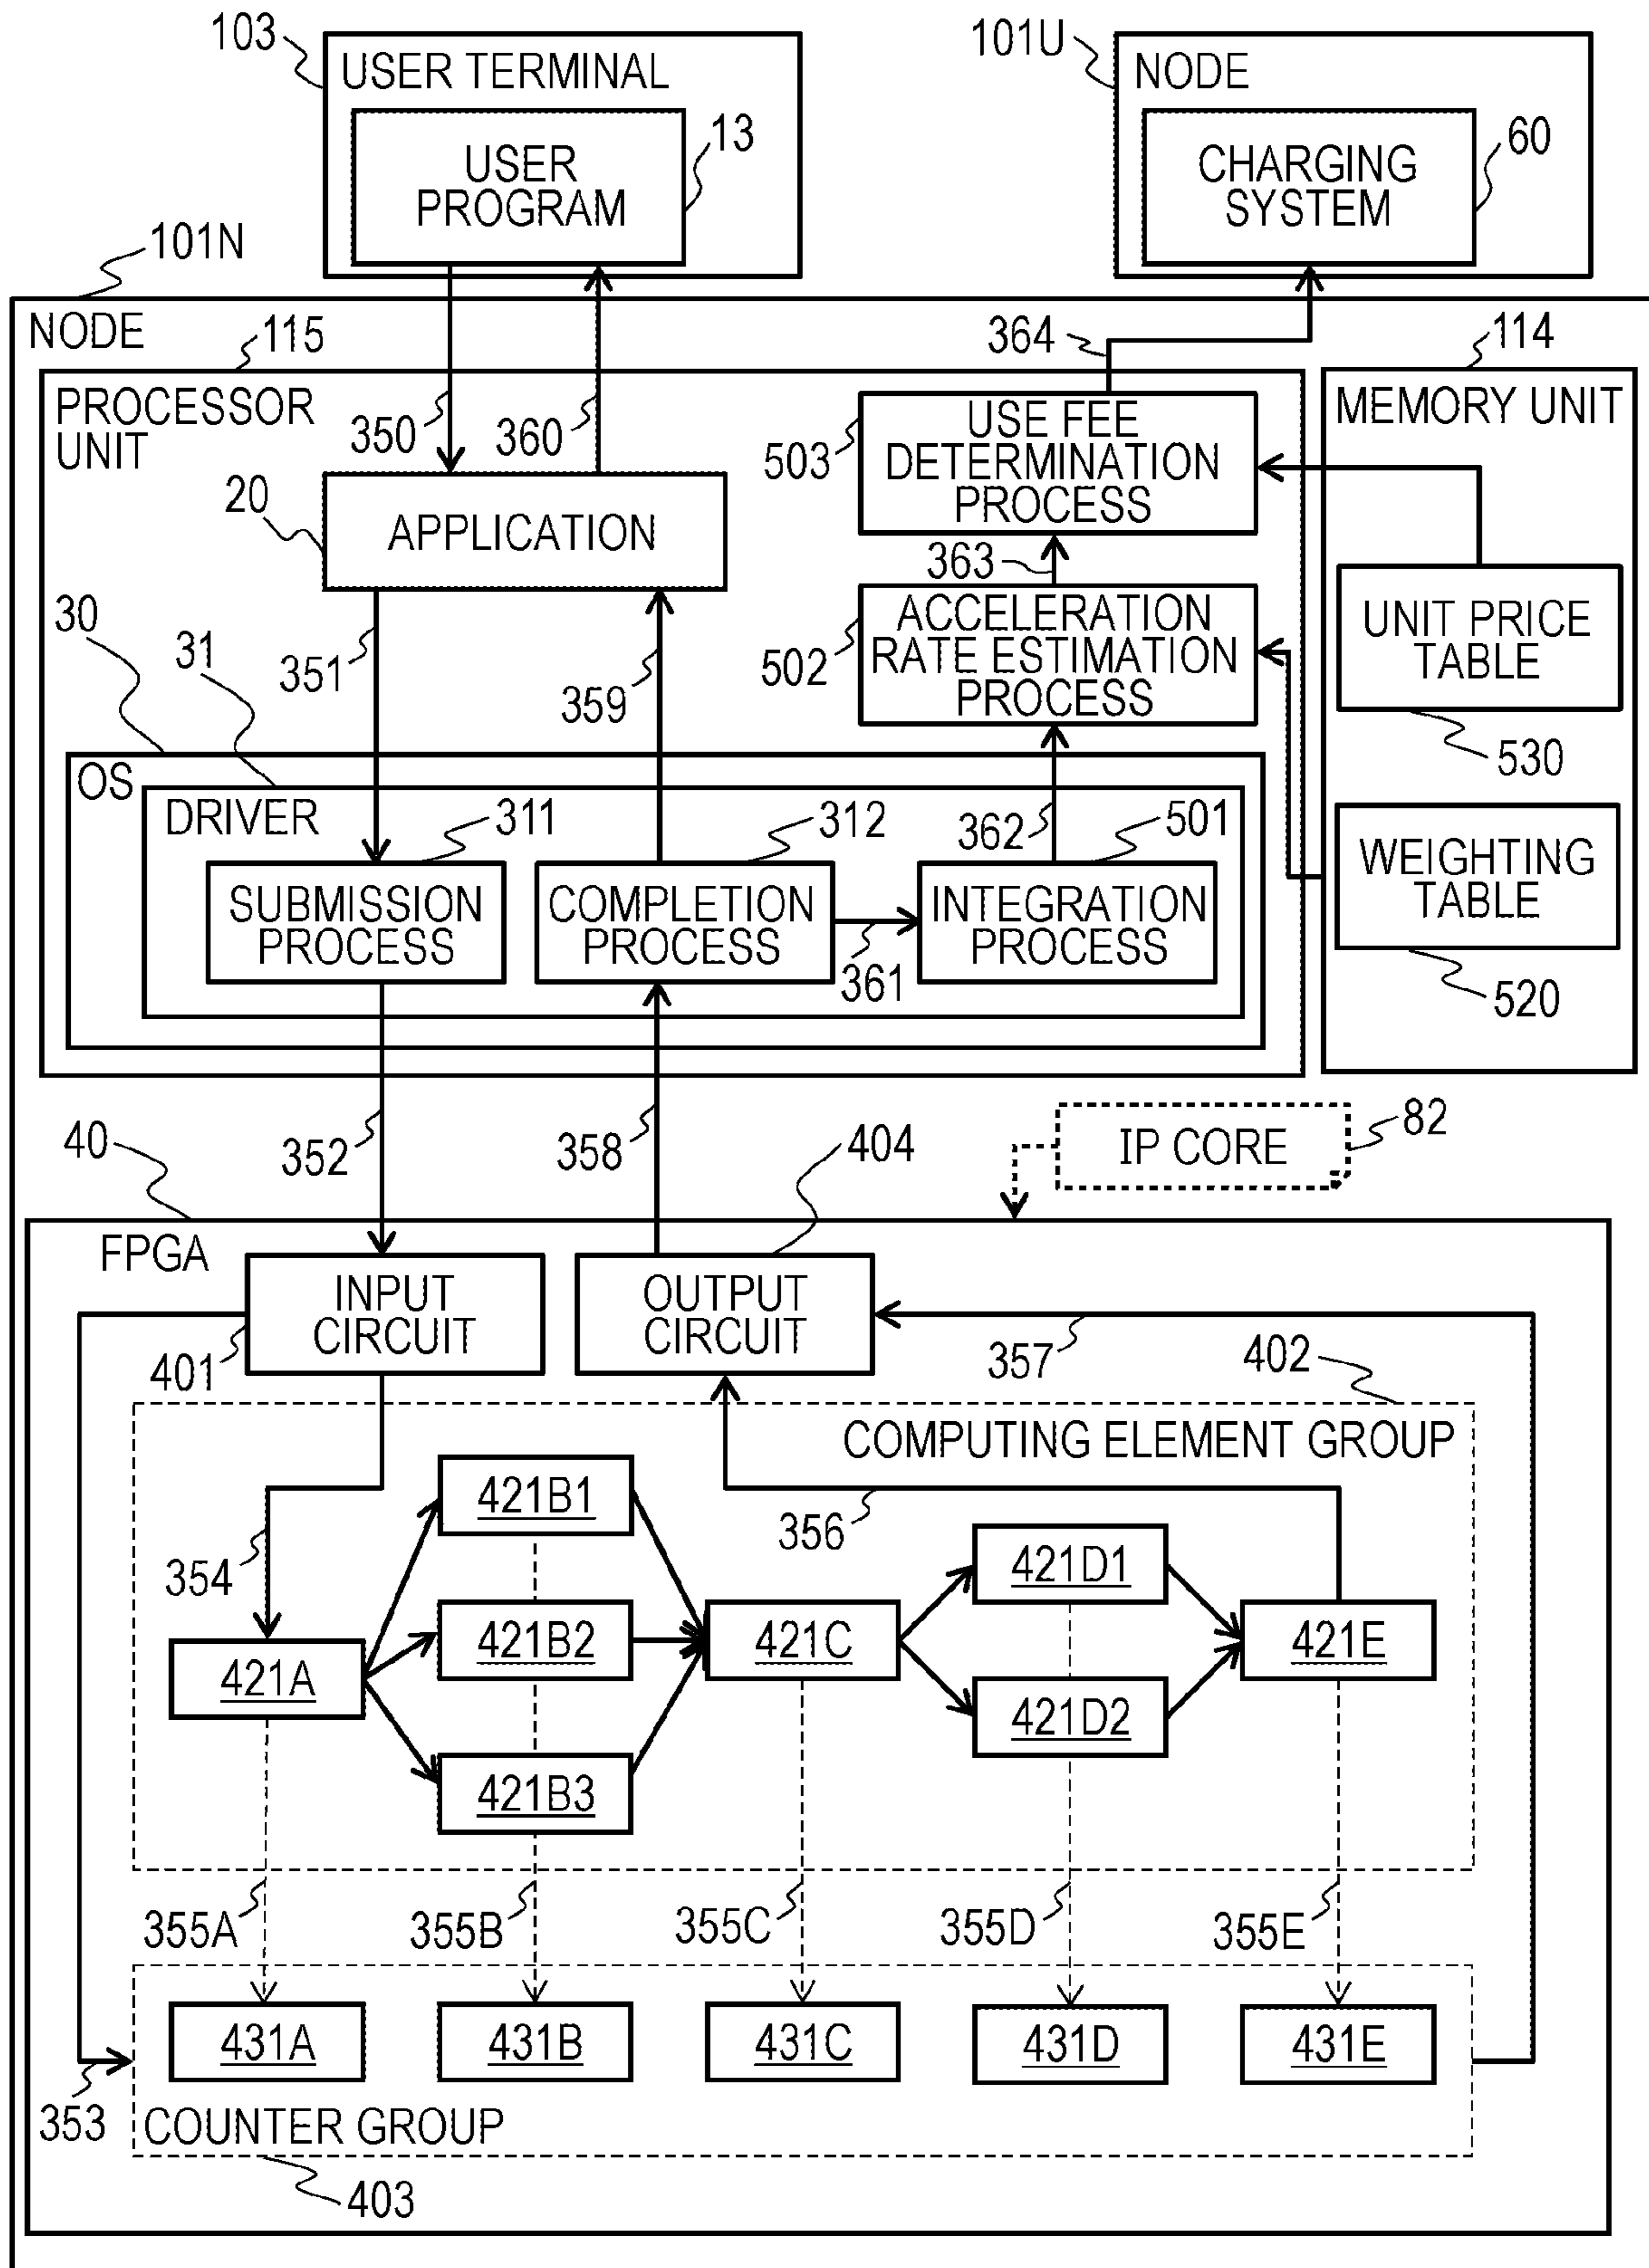 103
USER TERMINAL
USER
PROGRAM
13
101U
NODE
CHARGING
SYSTEM
60
101N
NODE
115
PROCESSOR
UNIT
350
360
20
APPLICATION
364
503
USE FEE
DETERMINATION
PROCESS
363
502
ACCELERATION
RATE ESTIMATION
PROCESS
114
MEMORY UNIT
UNIT PRICE
TABLE
530
WEIGHTING
TABLE
520
30
31
351
359
OS
DRIVER
311
312
362
501
SUBMISSION
PROCESS
COMPLETION
PROCESS
361
INTEGRATION
PROCESS
352
358
40
404
IP CORE
82
FPGA
INPUT
CIRCUIT
401
OUTPUT
CIRCUIT
357
402
COMPUTING ELEMENT GROUP
354
356
421A
421B1
421B2
421B3
421C
421D1
421D2
421E
355A
355B
355C
355D
355E
431A
431B
431C
431D
431E
353
COUNTER GROUP
403